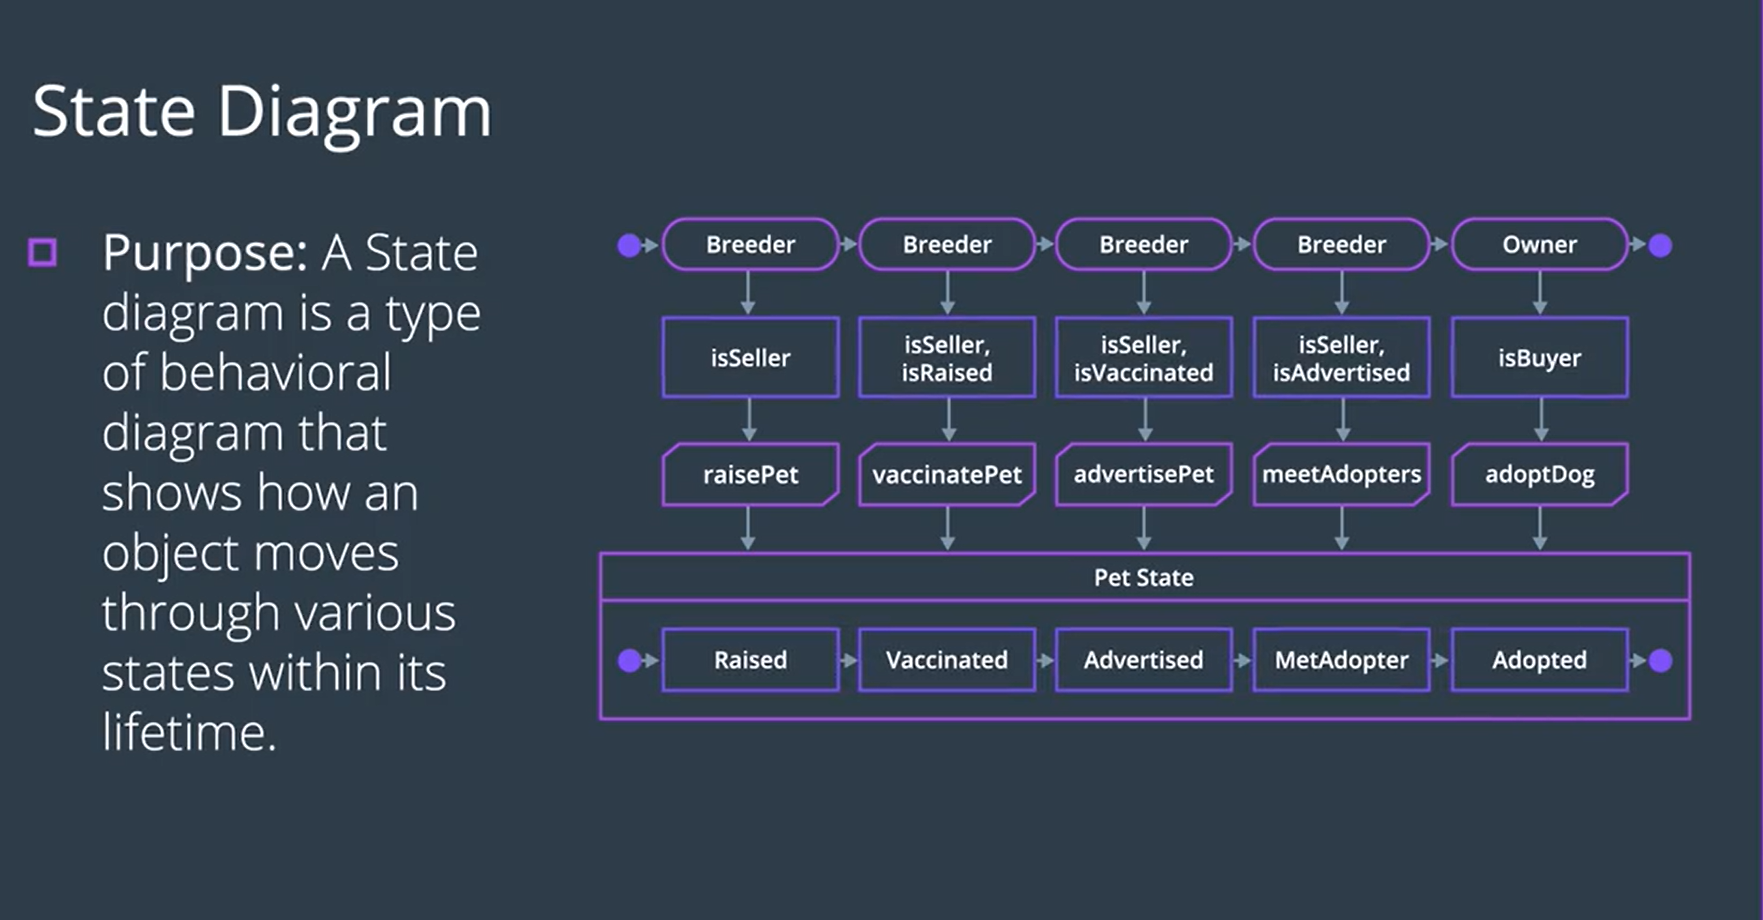 State Diagram
Purpose: A State
diagram is a type
of behavioral
diagram that
shows how an
object moves
through various
states within its
lifetime.
Breeder
Breeder
Breeder
Breeder
Owner
isSeller
isSeller,
isRaised
isSeller,
isVaccinated
isSeller,
isAdvertised
isBuyer
raisePet
vaccinatePet
advertisePet
meetAdopters
adoptDog
Pet State
Raised
Vaccinated
Advertised
MetAdopter
Adopted